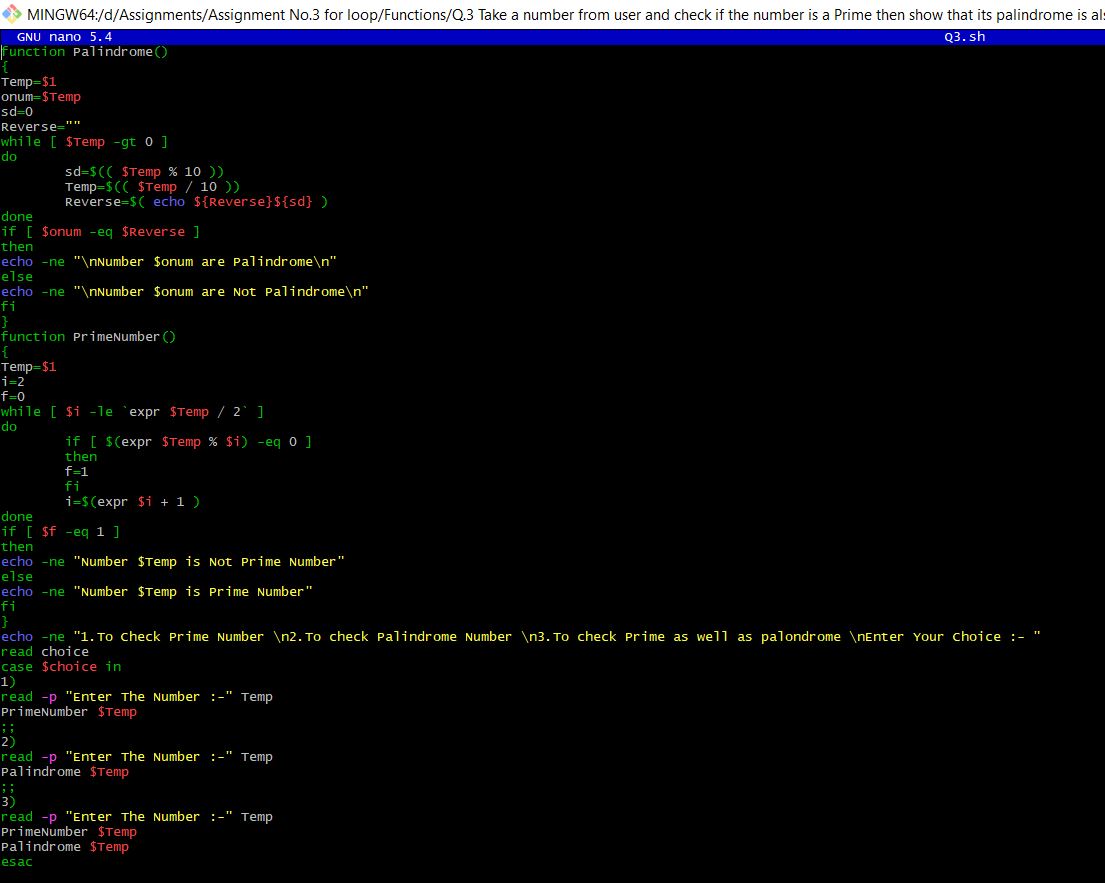 MINGW64:/d/Assignments/Assignment No.3 for loop/Functions/Q.3 Take a number from user and check if the number is a Prime then show that its palindrome is als
GNU nano 5.4 Q3.sh
function Palindrome()
{
Temp=$1
onum=$Temp
sd=0
Reverse=""
while [ $Temp -gt 0 ]
do
        sd=$(( $Temp % 10 ))
        Temp=$(( $Temp / 10 ))
        Reverse=$( echo ${Reverse}${sd} )
done
if [ $onum -eq $Reverse ]
then
echo -ne "\nNumber $onum are Palindrome\n"
else
echo -ne "\nNumber $onum are Not Palindrome\n"
fi
}
function PrimeNumber()
{
Temp=$1
i=2
f=0
while [ $i -le `expr $Temp / 2` ]
do
        if [ $(expr $Temp % $i) -eq 0 ]
        then
        f=1
        fi
        i=$(expr $i + 1 )
done
if [ $f -eq 1 ]
then
echo -ne "Number $Temp is Not Prime Number"
else
echo -ne "Number $Temp is Prime Number"
fi
}
echo -ne "1.To Check Prime Number \n2.To check Palindrome Number \n3.To check Prime as well as palondrome \nEnter Your Choice :- "
read choice
case $choice in
1)
read -p "Enter The Number :-" Temp
PrimeNumber $Temp
;;
2)
read -p "Enter The Number :-" Temp
Palindrome $Temp
;;
3)
read -p "Enter The Number :-" Temp
PrimeNumber $Temp
Palindrome $Temp
esac